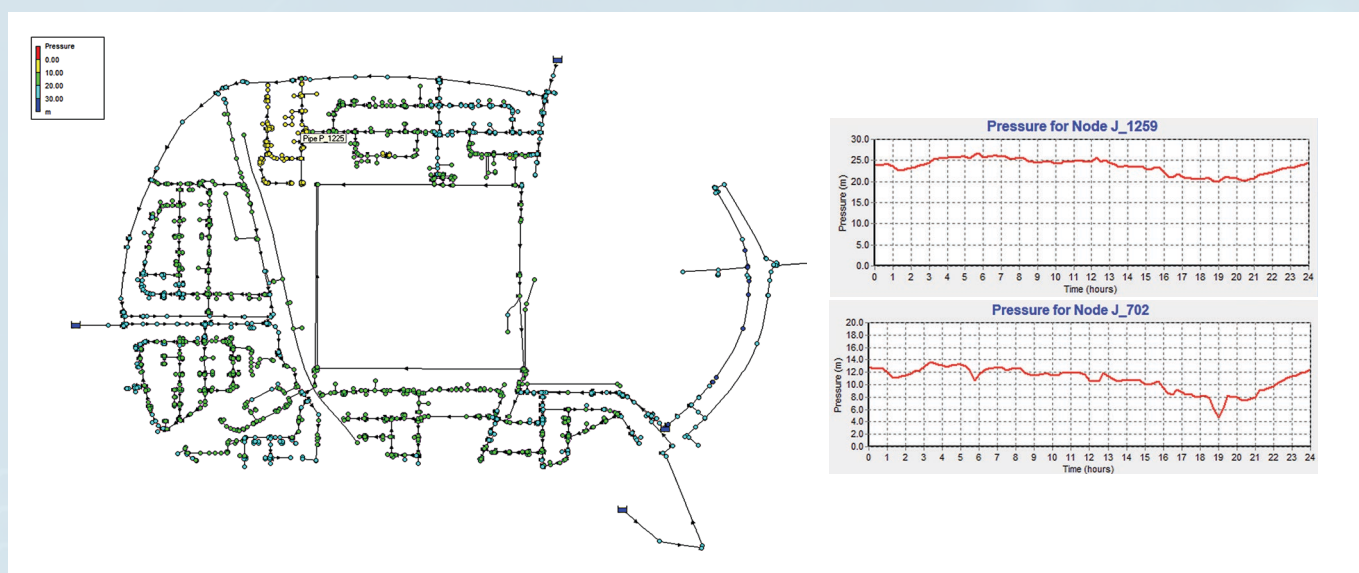 Pressure
0.00
10.00
20.00
30.00
m
Pipe P_1225
Pressure for Node J_1259
30.0
25.0
20.0
15.0
10.0
5.0
0.0
Pressure (m)
0 1 2 3 4 5 6 7 8 9 10 11 12 13 14 15 16 17 18 19 20 21 22 23 24
Time (hours)
Pressure for Node J_702
20.0
18.0
16.0
14.0
12.0
10.0
8.0
6.0
4.0
2.0
0.0
Pressure (m)
0 1 2 3 4 5 6 7 8 9 10 11 12 13 14 15 16 17 18 19 20 21 22 23 24
Time (hours)